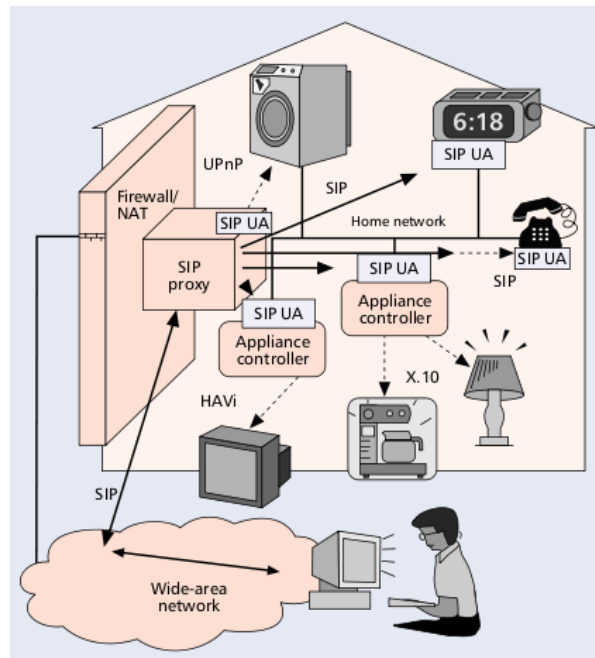 6:18
SIP UA
UPnP
SIP
Firewall/
NAT
SIP UA
Home network
SIP
proxy
SIP UA
SIP UA
SIP
SIP UA
Appliance
controller
Appliance
controller
X.10
HAVi
SIP
Wide-area
network